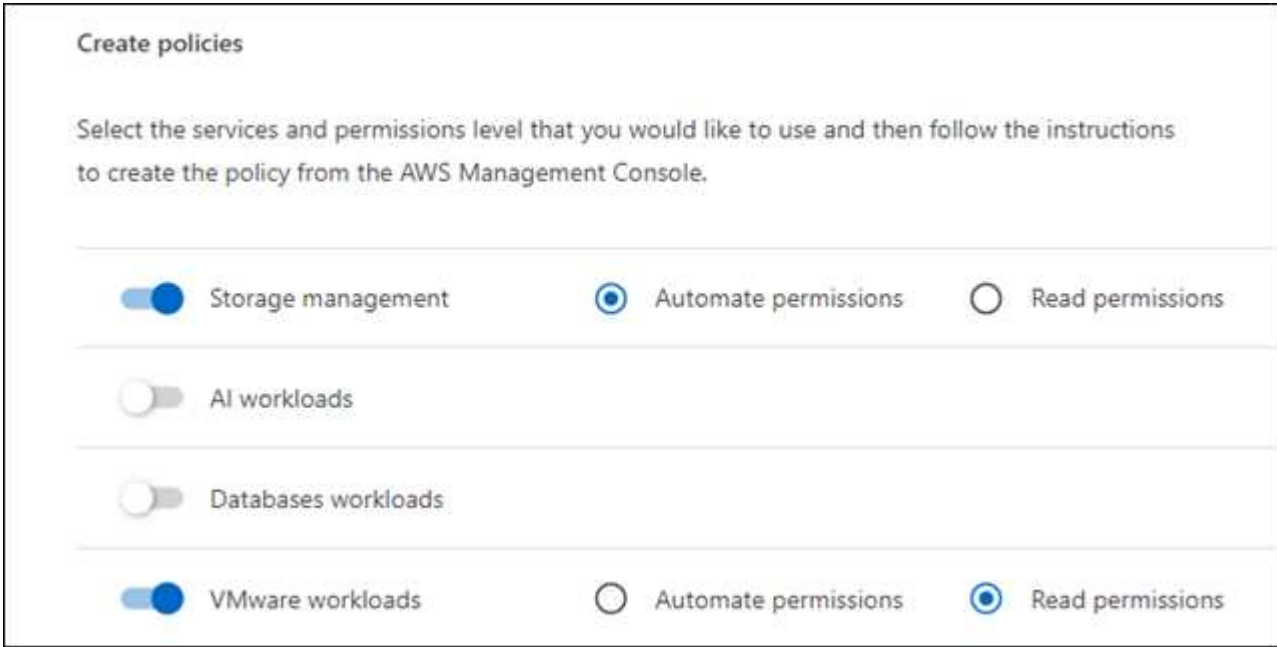 Create policies
Select the services and permissions level that you would like to use and then follow the instructions
to create the policy from the AWS Management Console.
Storage management Automate permissions Read permissions
AI workloads
Databases workloads
VMware workloads Automate permissions Read permissions